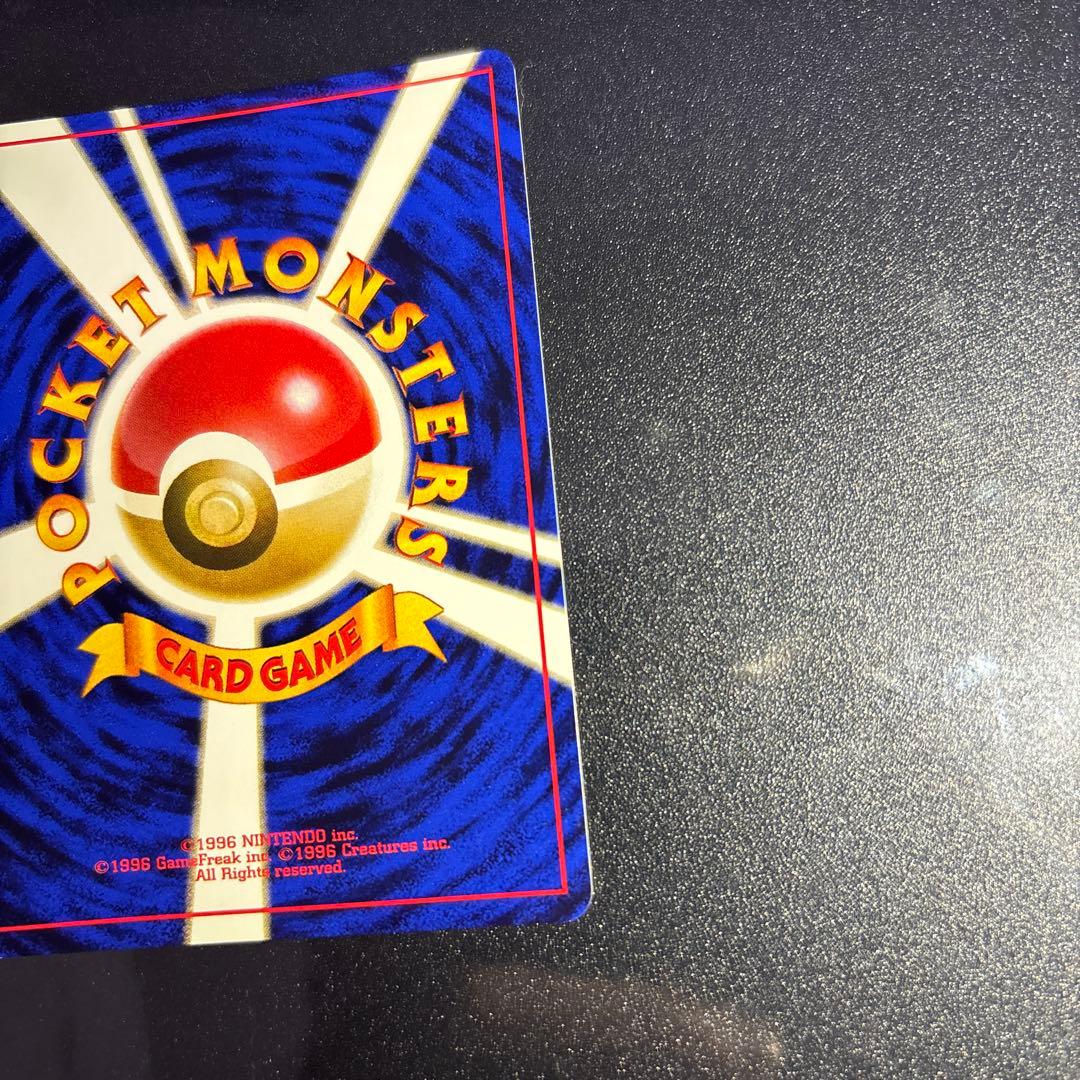 POCKET MONSTERS
CARD GAME
©1996 NINTENDO inc.
©1996 GameFreak inc. ©1996 Creatures inc.
All Rights reserved.